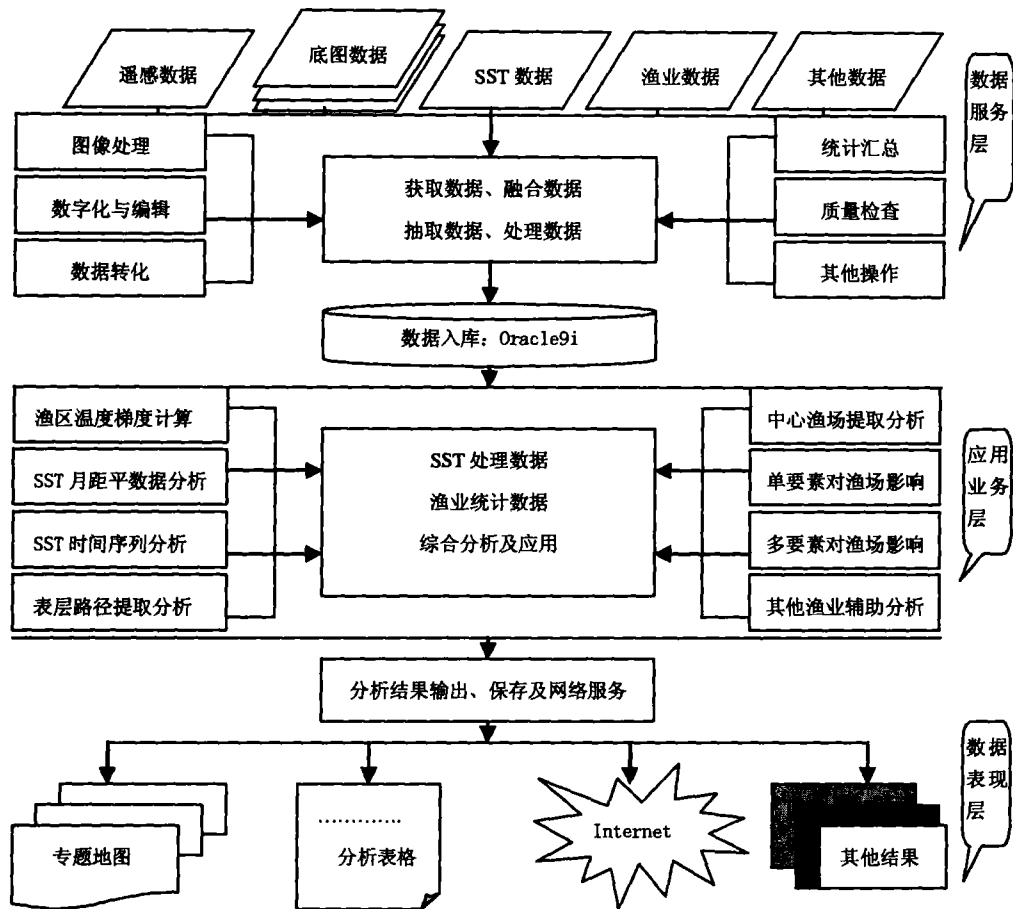 遥感数据
底图数据
SST 数据
渔业数据
其他数据
数据
服务
层
图像处理
数字化与编辑
数据转化
获取数据、融合数据
抽取数据、处理数据
统计汇总
质量检查
其他操作
数据入库：Oracle9i
渔区温度梯度计算
SST 月距平数据分析
SST 时间序列分析
表层路径提取分析
SST 处理数据
渔业统计数据
综合分析及应用
中心渔场提取分析
单要素对渔场影响
多要素对渔场影响
其他渔业辅助分析
应用
业务
层
分析结果输出、保存及网络服务
数据
表现
层
专题地图
.............
分析表格
Internet
其他结果